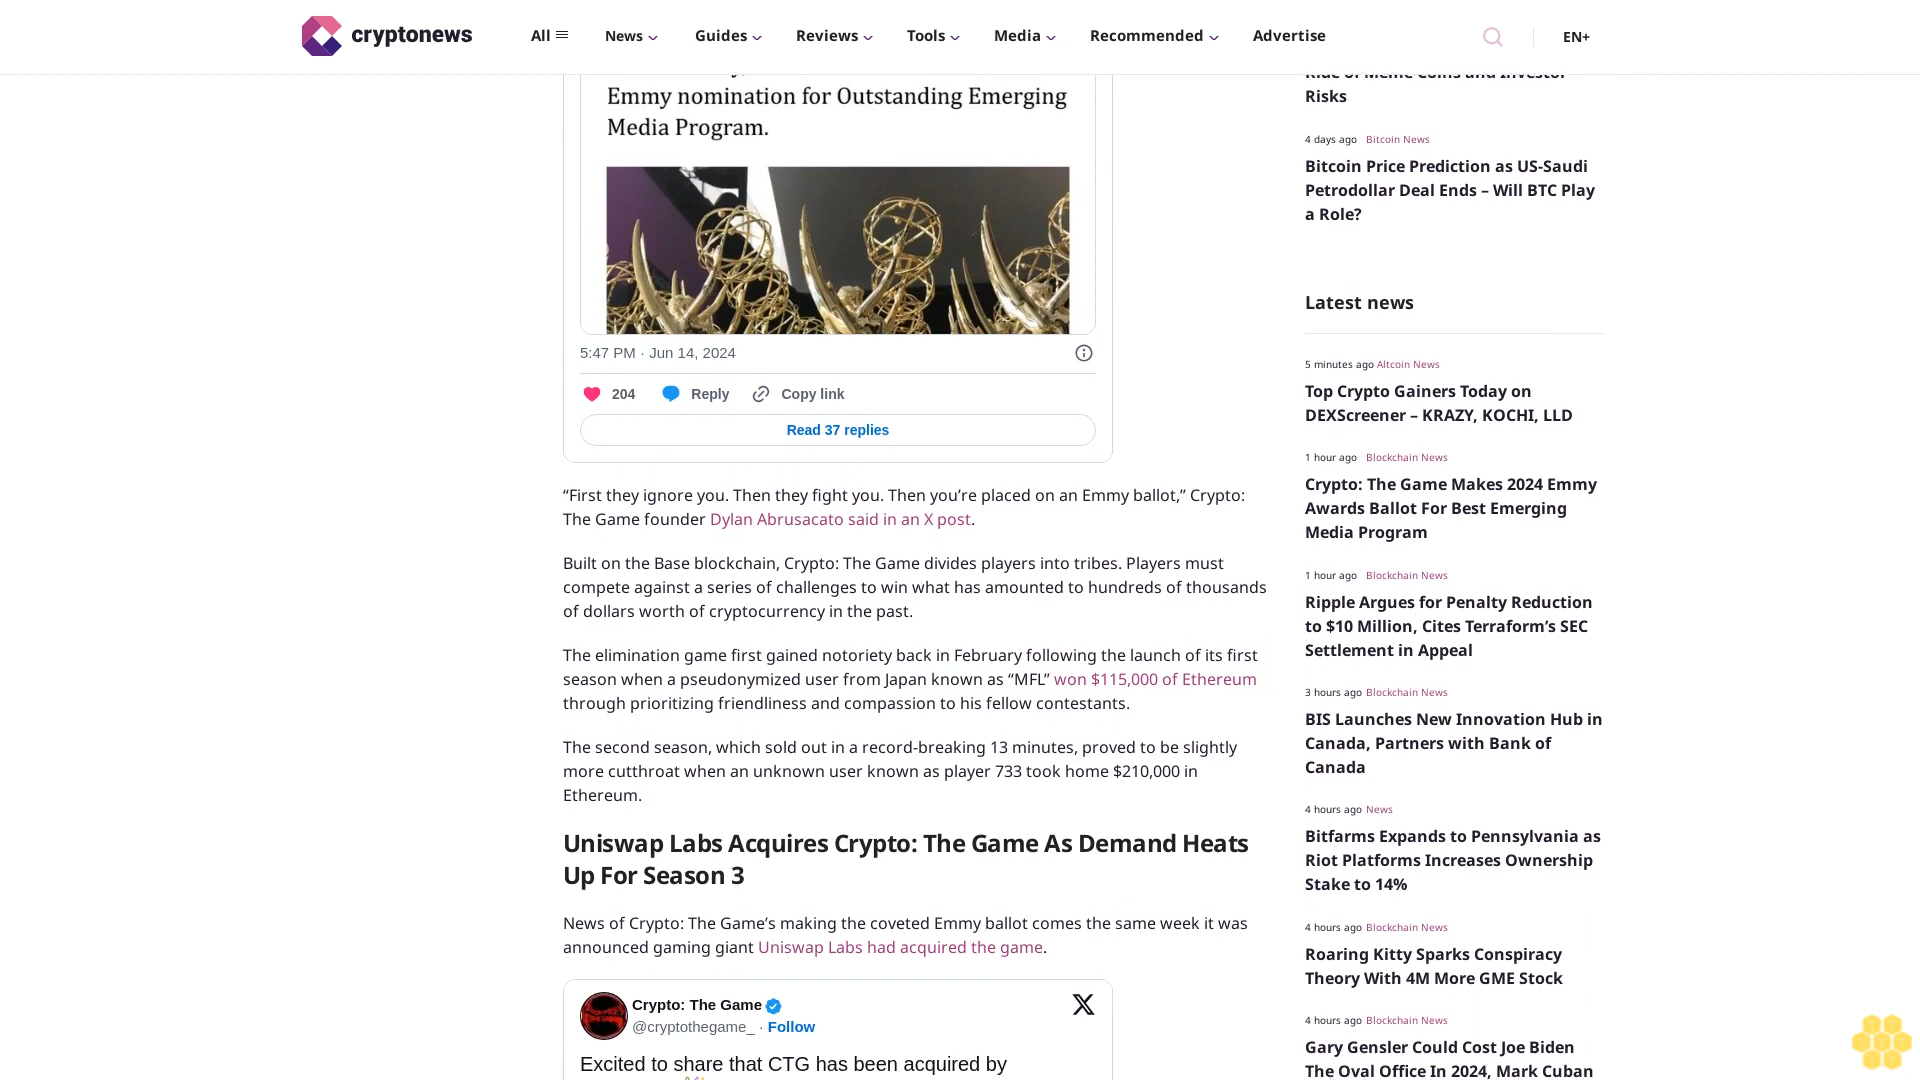 cryptonews
All
News
Guides
Reviews
Tools
Media
Recommended
Advertise
EN+
Emmy nomination for Outstanding Emerging
Media Program.
5:47 PM · Jun 14, 2024
204
Reply
Copy link
Read 37 replies
“First they ignore you. Then they fight you. Then you’re placed on an Emmy ballot,” Crypto:
The Game founder Dylan Abrusacato said in an X post.
Built on the Base blockchain, Crypto: The Game divides players into tribes. Players must
compete against a series of challenges to win what has amounted to hundreds of thousands
of dollars worth of cryptocurrency in the past.
The elimination game first gained notoriety back in February following the launch of its first
season when a pseudonymized user from Japan known as “MFL” won $115,000 of Ethereum
through prioritizing friendliness and compassion to his fellow contestants.
The second season, which sold out in a record-breaking 13 minutes, proved to be slightly
more cutthroat when an unknown user known as player 733 took home $210,000 in
Ethereum.
Uniswap Labs Acquires Crypto: The Game As Demand Heats
Up For Season 3
News of Crypto: The Game’s making the coveted Emmy ballot comes the same week it was
announced gaming giant Uniswap Labs had acquired the game.
Crypto: The Game
@cryptothegame_ · Follow
Excited to share that CTG has been acquired by
Ride of Meme Coins and Investor
Risks
4 days ago Bitcoin News
Bitcoin Price Prediction as US-Saudi
Petrodollar Deal Ends – Will BTC Play
a Role?
Latest news
5 minutes ago Altcoin News
Top Crypto Gainers Today on
DEXScreener – KRAZY, KOCHI, LLD
1 hour ago Blockchain News
Crypto: The Game Makes 2024 Emmy
Awards Ballot For Best Emerging
Media Program
1 hour ago Blockchain News
Ripple Argues for Penalty Reduction
to $10 Million, Cites Terraform’s SEC
Settlement in Appeal
3 hours ago Blockchain News
BIS Launches New Innovation Hub in
Canada, Partners with Bank of
Canada
4 hours ago News
Bitfarms Expands to Pennsylvania as
Riot Platforms Increases Ownership
Stake to 14%
4 hours ago Blockchain News
Roaring Kitty Sparks Conspiracy
Theory With 4M More GME Stock
4 hours ago Blockchain News
Gary Gensler Could Cost Joe Biden
The Oval Office In 2024, Mark Cuban